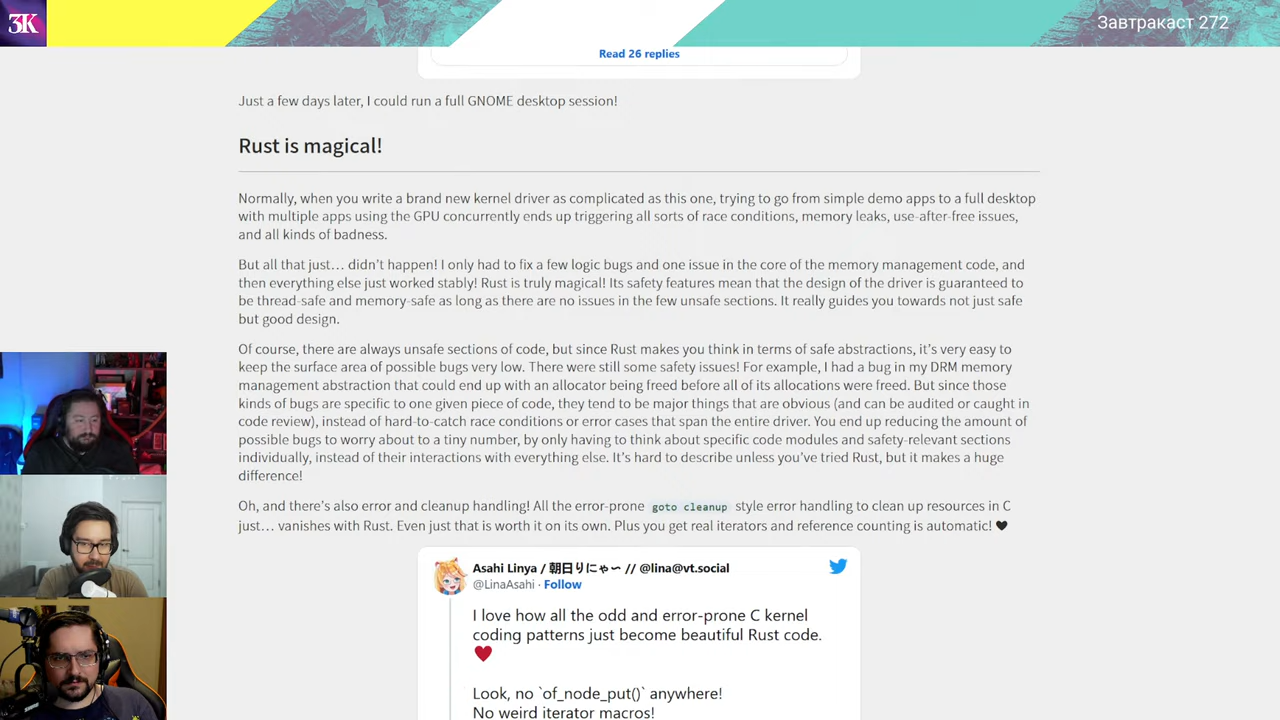 3K
Завтракаст 272
Read 26 replies
Just a few days later, I could run a full GNOME desktop session!
Rust is magical!
Normally, when you write a brand new kernel driver as complicated as this one, trying to go from simple demo apps to a full desktop
with multiple apps using the GPU concurrently ends up triggering all sorts of race conditions, memory leaks, use-after-free issues,
and all kinds of badness.
But all that just… didn't happen! I only had to fix a few logic bugs and one issue in the core of the memory management code, and
then everything else just worked stably! Rust is truly magical! Its safety features mean that the design of the driver is guaranteed to
be thread-safe and memory-safe as long as there are no issues in the few unsafe sections. It really guides you towards not just safe
but good design.
Of course, there are always unsafe sections of code, but since Rust makes you think in terms of safe abstractions, it's very easy to
keep the surface area of possible bugs very low. There were still some safety issues! For example, I had a bug in my DRM memory
management abstraction that could end up with an allocator being freed before all of its allocations were freed. But since those
kinds of bugs are specific to one given piece of code, they tend to be major things that are obvious (and can be audited or caught in
code review), instead of hard-to-catch race conditions or error cases that span the entire driver. You end up reducing the amount of
possible bugs to worry about to a tiny number, by only having to think about specific code modules and safety-relevant sections
individually, instead of their interactions with everything else. It's hard to describe unless you've tried Rust, but it makes a huge
difference!
Oh, and there's also error and cleanup handling! All the error-prone goto cleanup style error handling to clean up resources in C
just… vanishes with Rust. Even just that is worth it on its own. Plus you get real iterators and reference counting is automatic! ♥
Asahi Linya / 朝日りにゃ〜 // @lina@vt.social
@LinaAsahi · Follow
I love how all the odd and error-prone C kernel
coding patterns just become beautiful Rust code.
♥
Look, no `of_node_put()` anywhere!
No weird iterator macros!